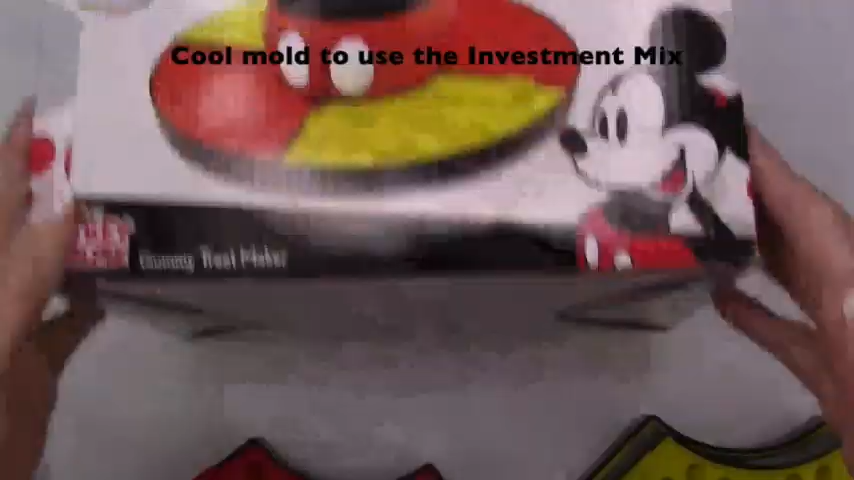 Cool mold to use the Investment Mix
Gummy Treat Maker